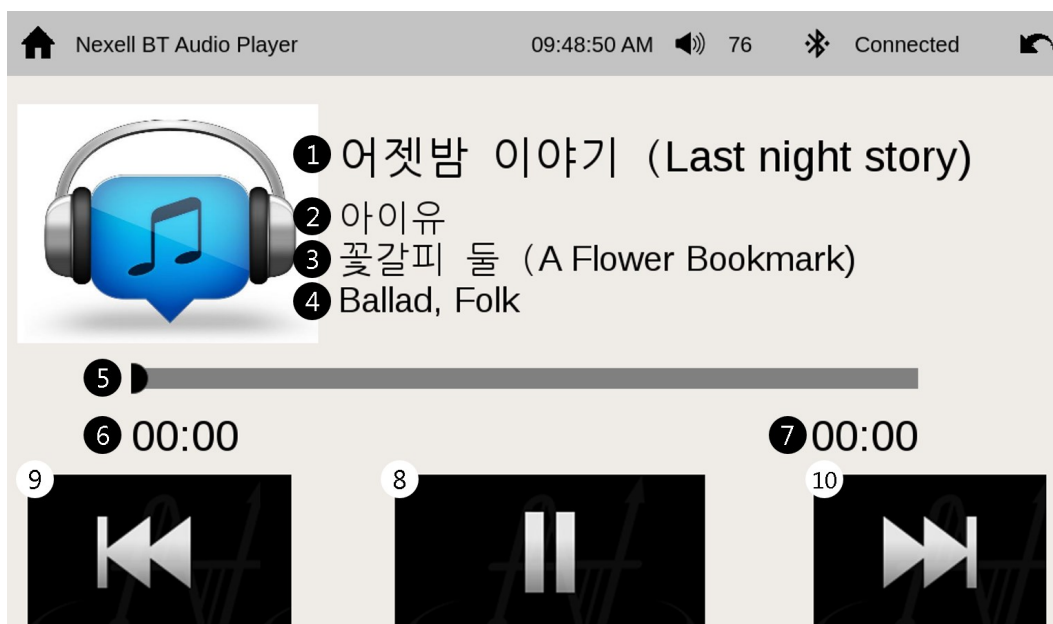 Nexell BT Audio Player 09:48:50 AM 76 Connected
1 어젯밤 이야기 (Last night story)
2 아이유
3 꽃갈피 둘 (A Flower Bookmark)
4 Ballad, Folk
5
6 00:00 7 00:00
9 8 10